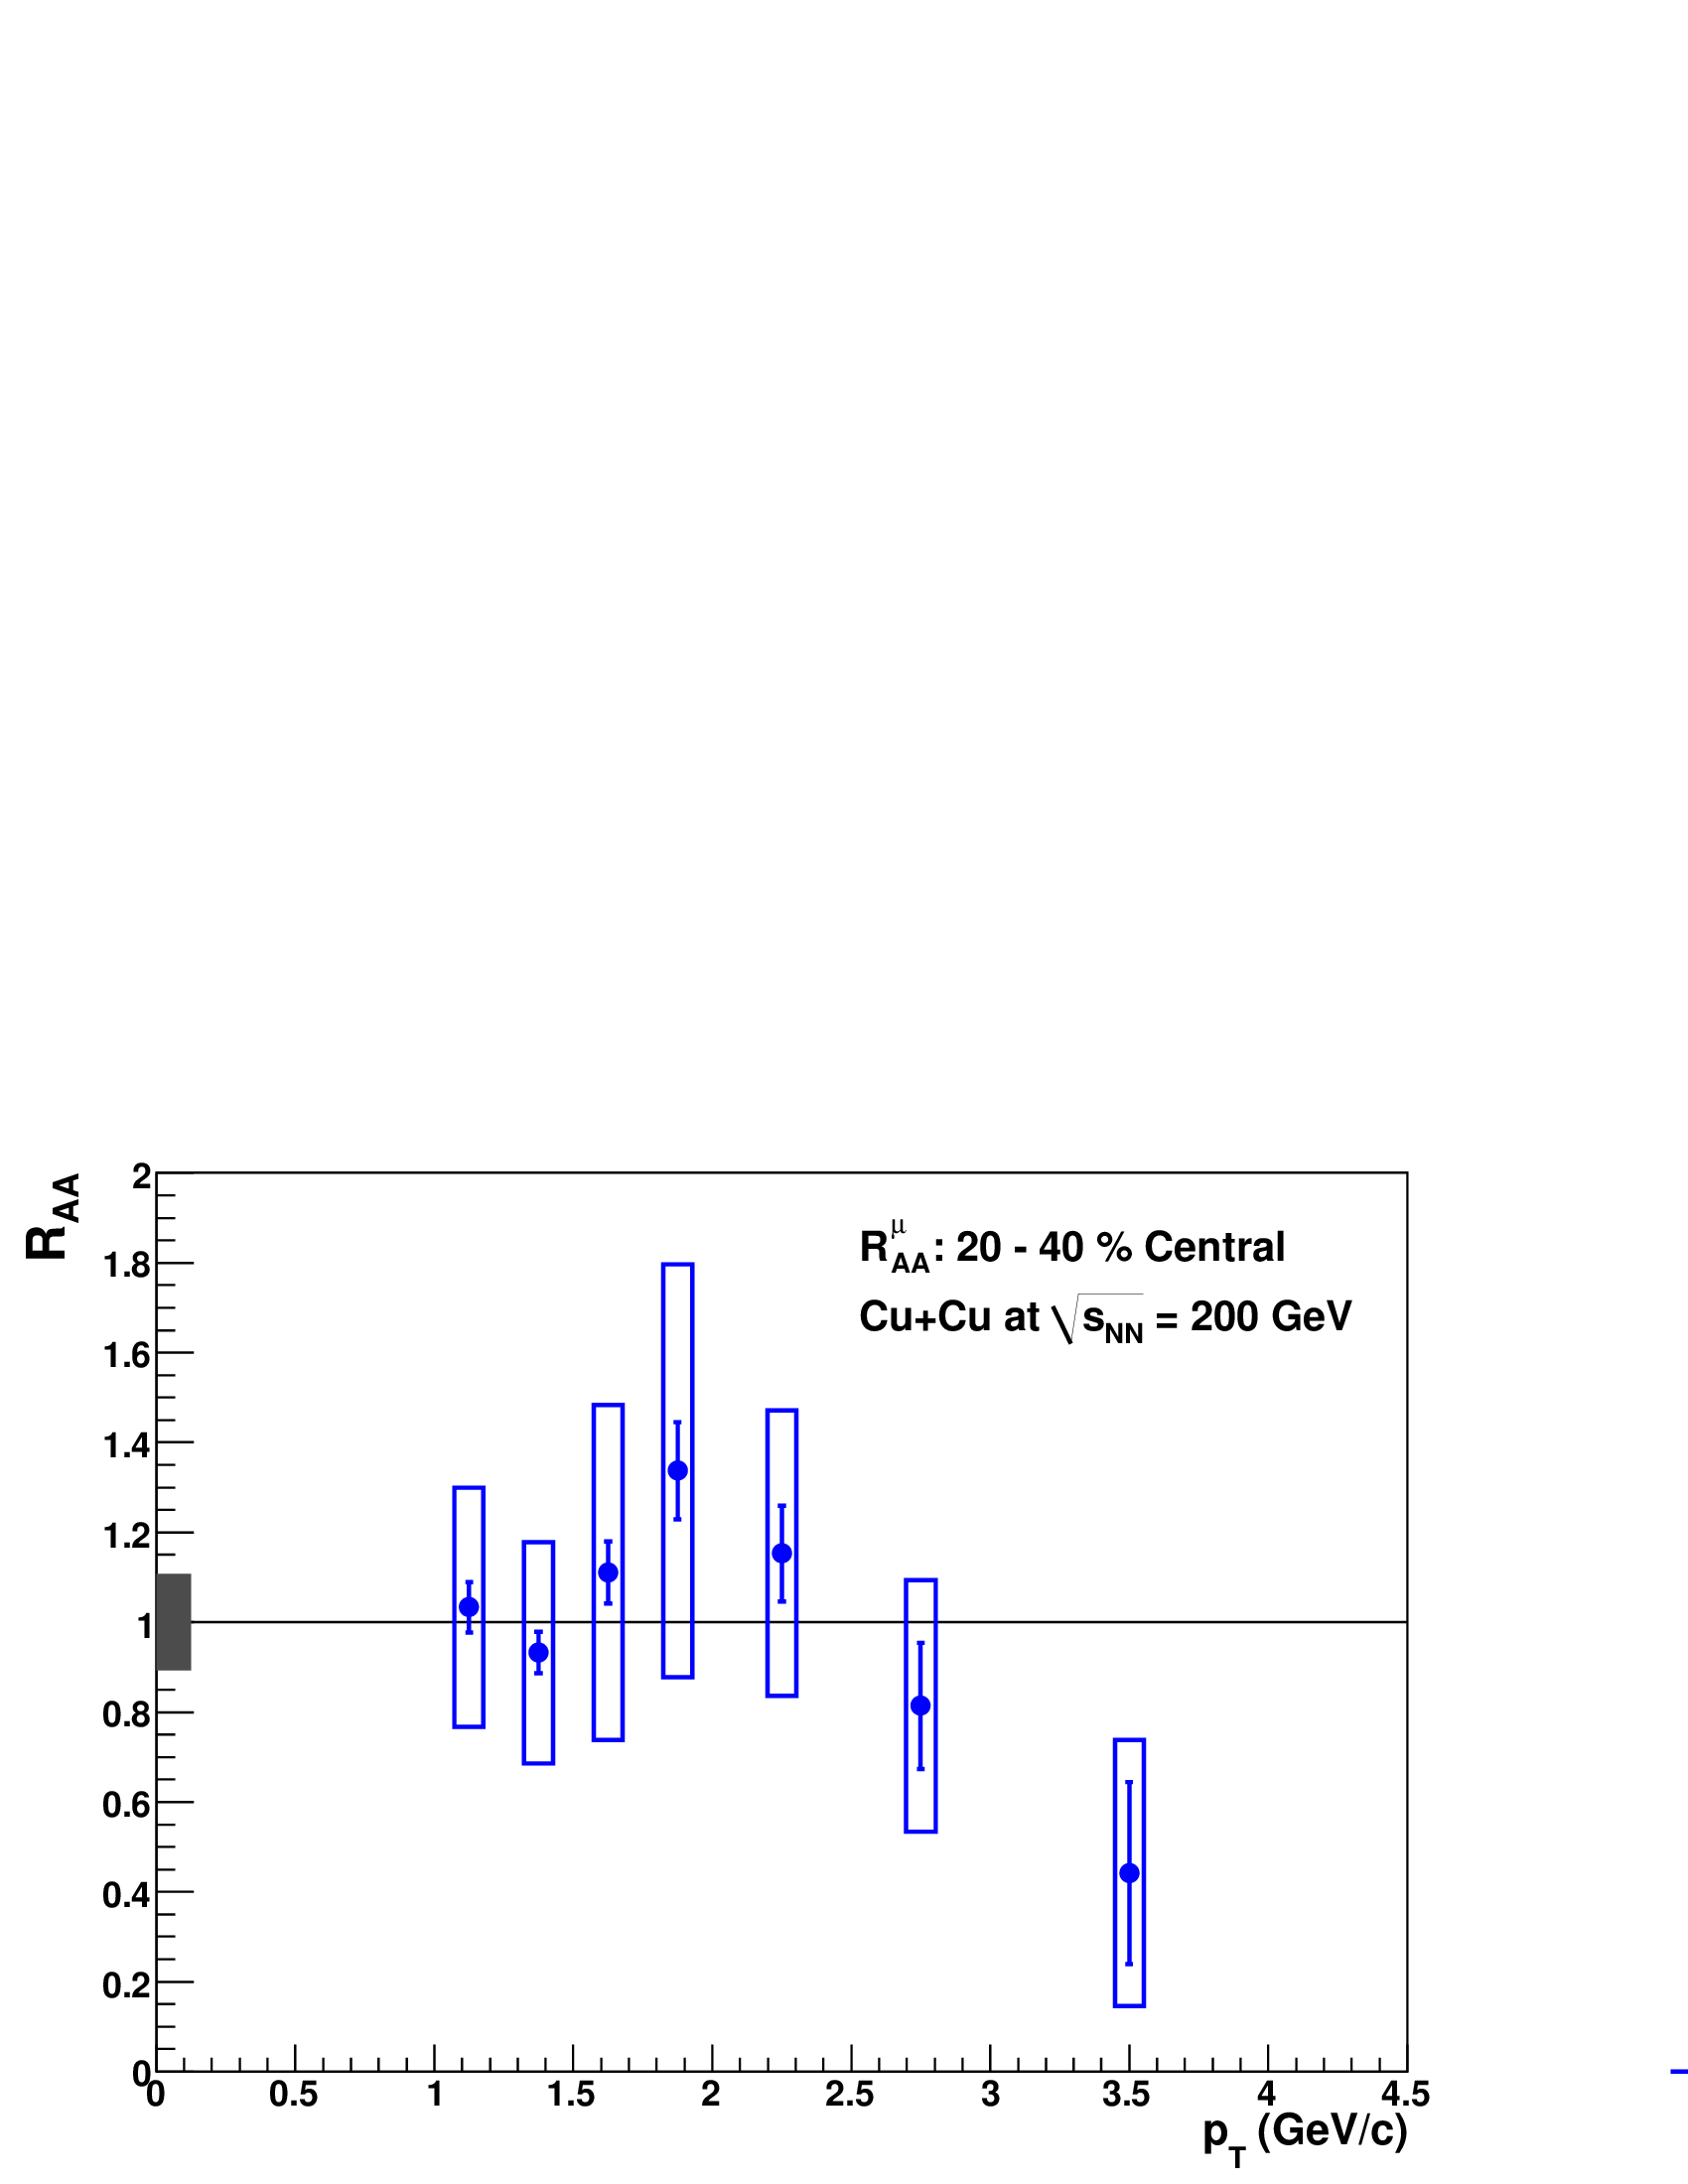 R_AA
2
1.8
1.6
1.4
1.2
1
0.8
0.6
0.4
0.2
0
R^μ_AA: 20 - 40 % Central
Cu+Cu at √s_NN = 200 GeV
0 0.5 1 1.5 2 2.5 3 3.5 4 4.5
p_T (GeV/c)